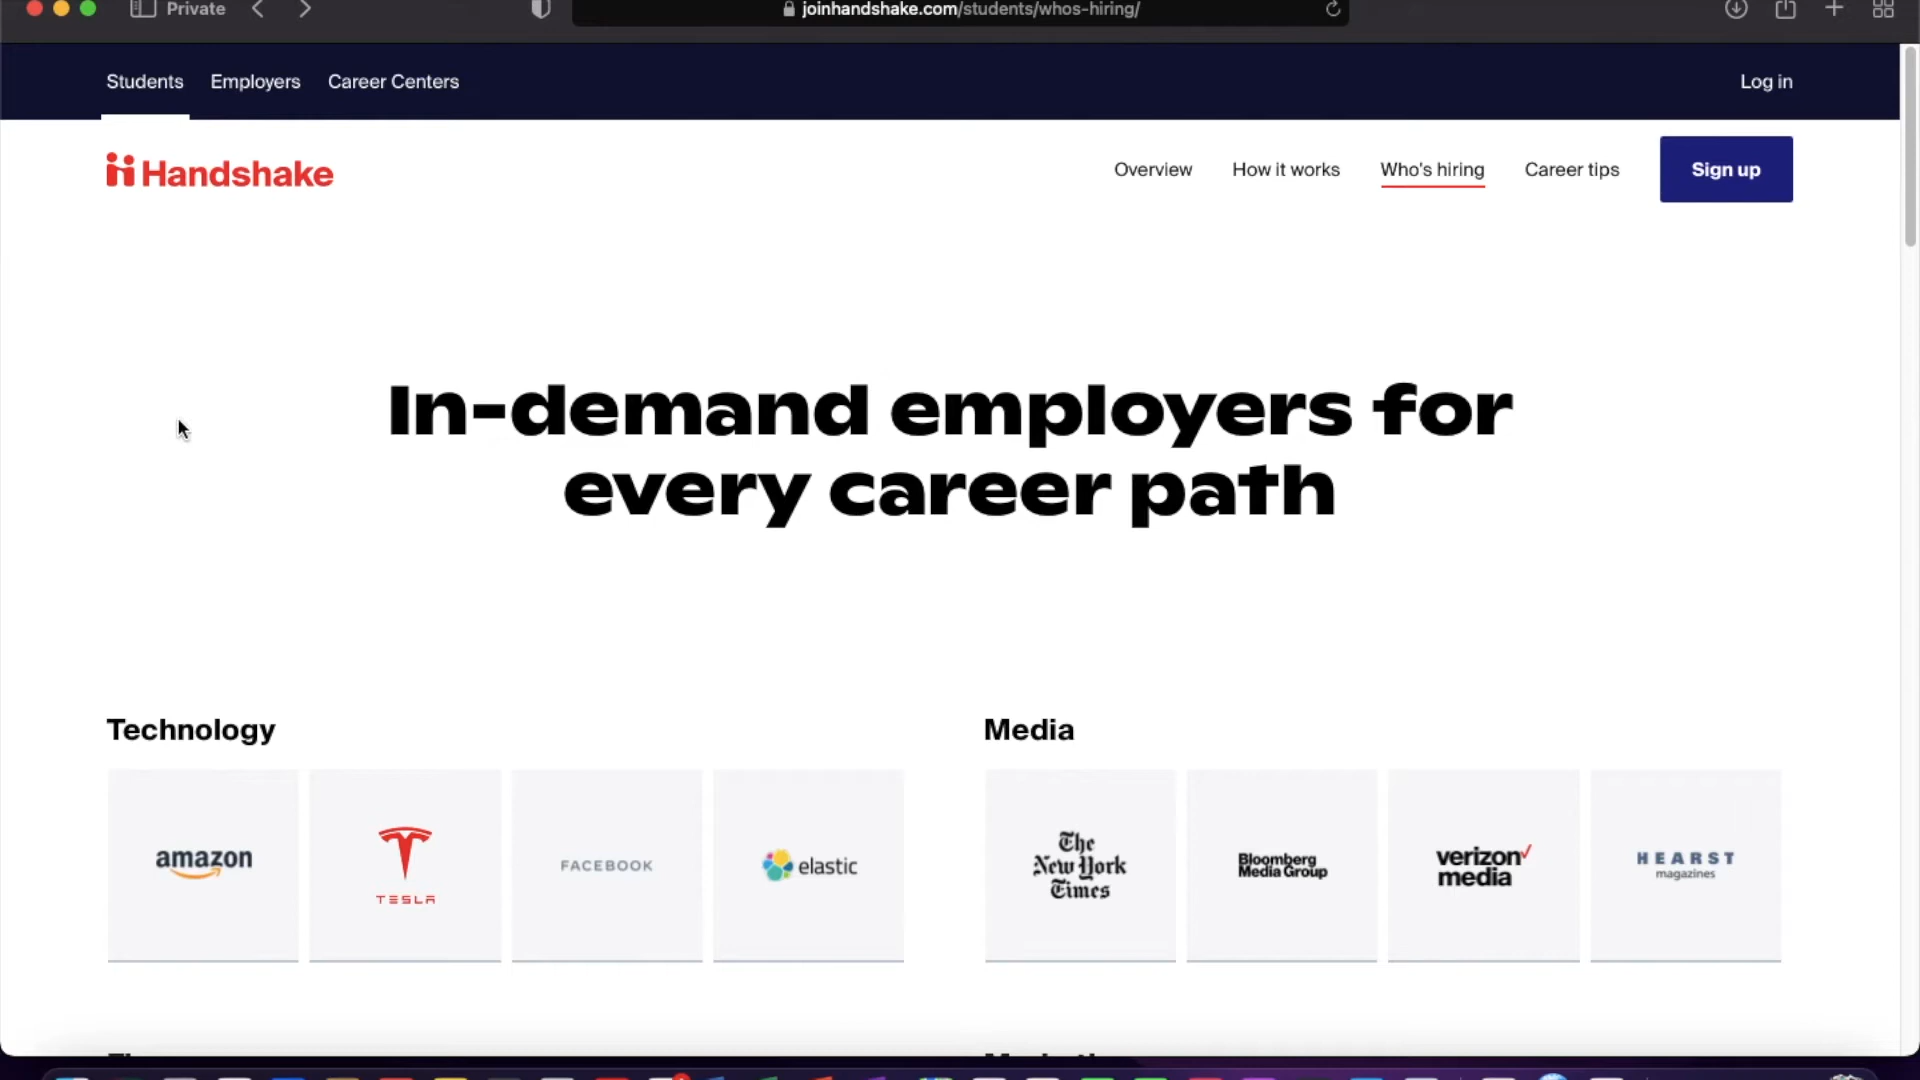 Private
joinhandshake.com/students/whos-hiring/
Students Employers Career Centers Log in
Handshake
Overview How it works Who's hiring Career tips Sign up
In-demand employers for
every career path
Technology
amazon
TESLA
FACEBOOK
elastic
Media
The
New York
Times
Bloomberg
Media Group
verizon
media
HEARST
magazines